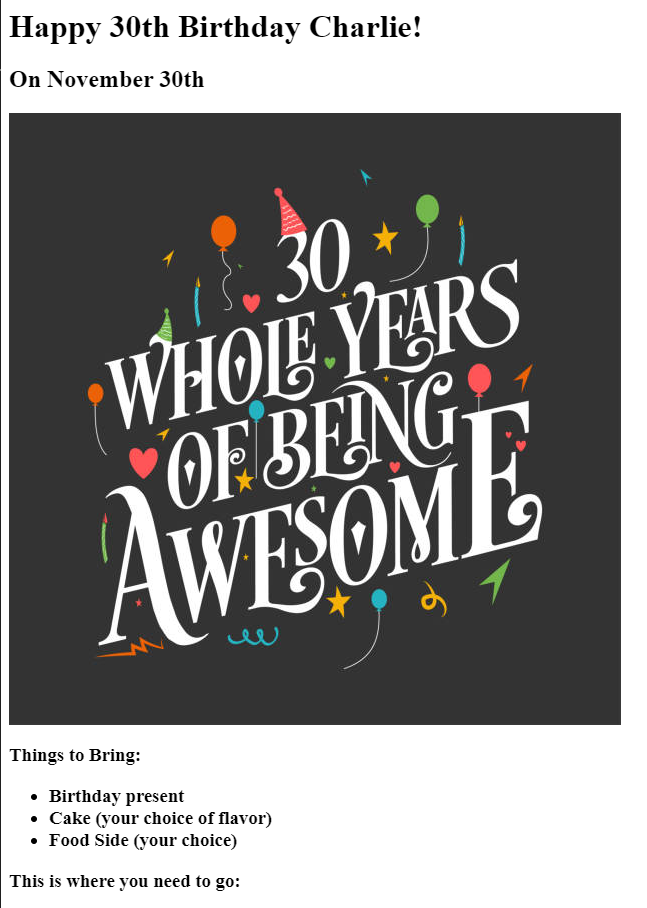 Happy 30th Birthday Charlie!
On November 30th
30
WHOLE YEARS
OF BEING
AWESOME
Things to Bring:
Birthday present
Cake (your choice of flavor)
Food Side (your choice)
This is where you need to go: